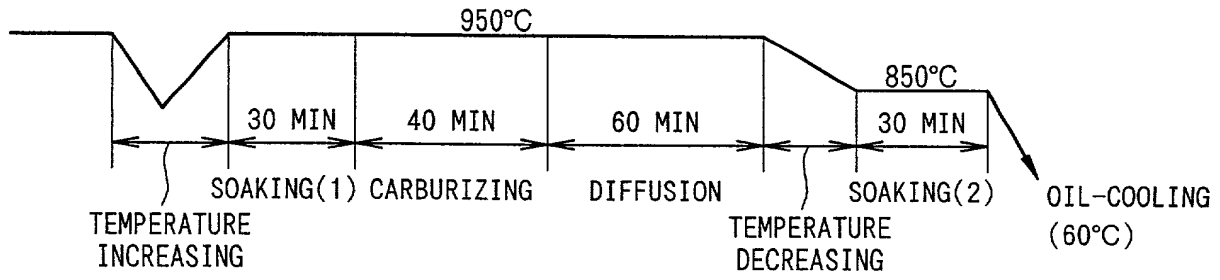 950°C
850°C
30 MIN
40 MIN
60 MIN
30 MIN
SOAKING(1)
CARBURIZING
DIFFUSION
SOAKING(2)
TEMPERATURE
INCREASING
TEMPERATURE
DECREASING
OIL-COOLING
(60°C)